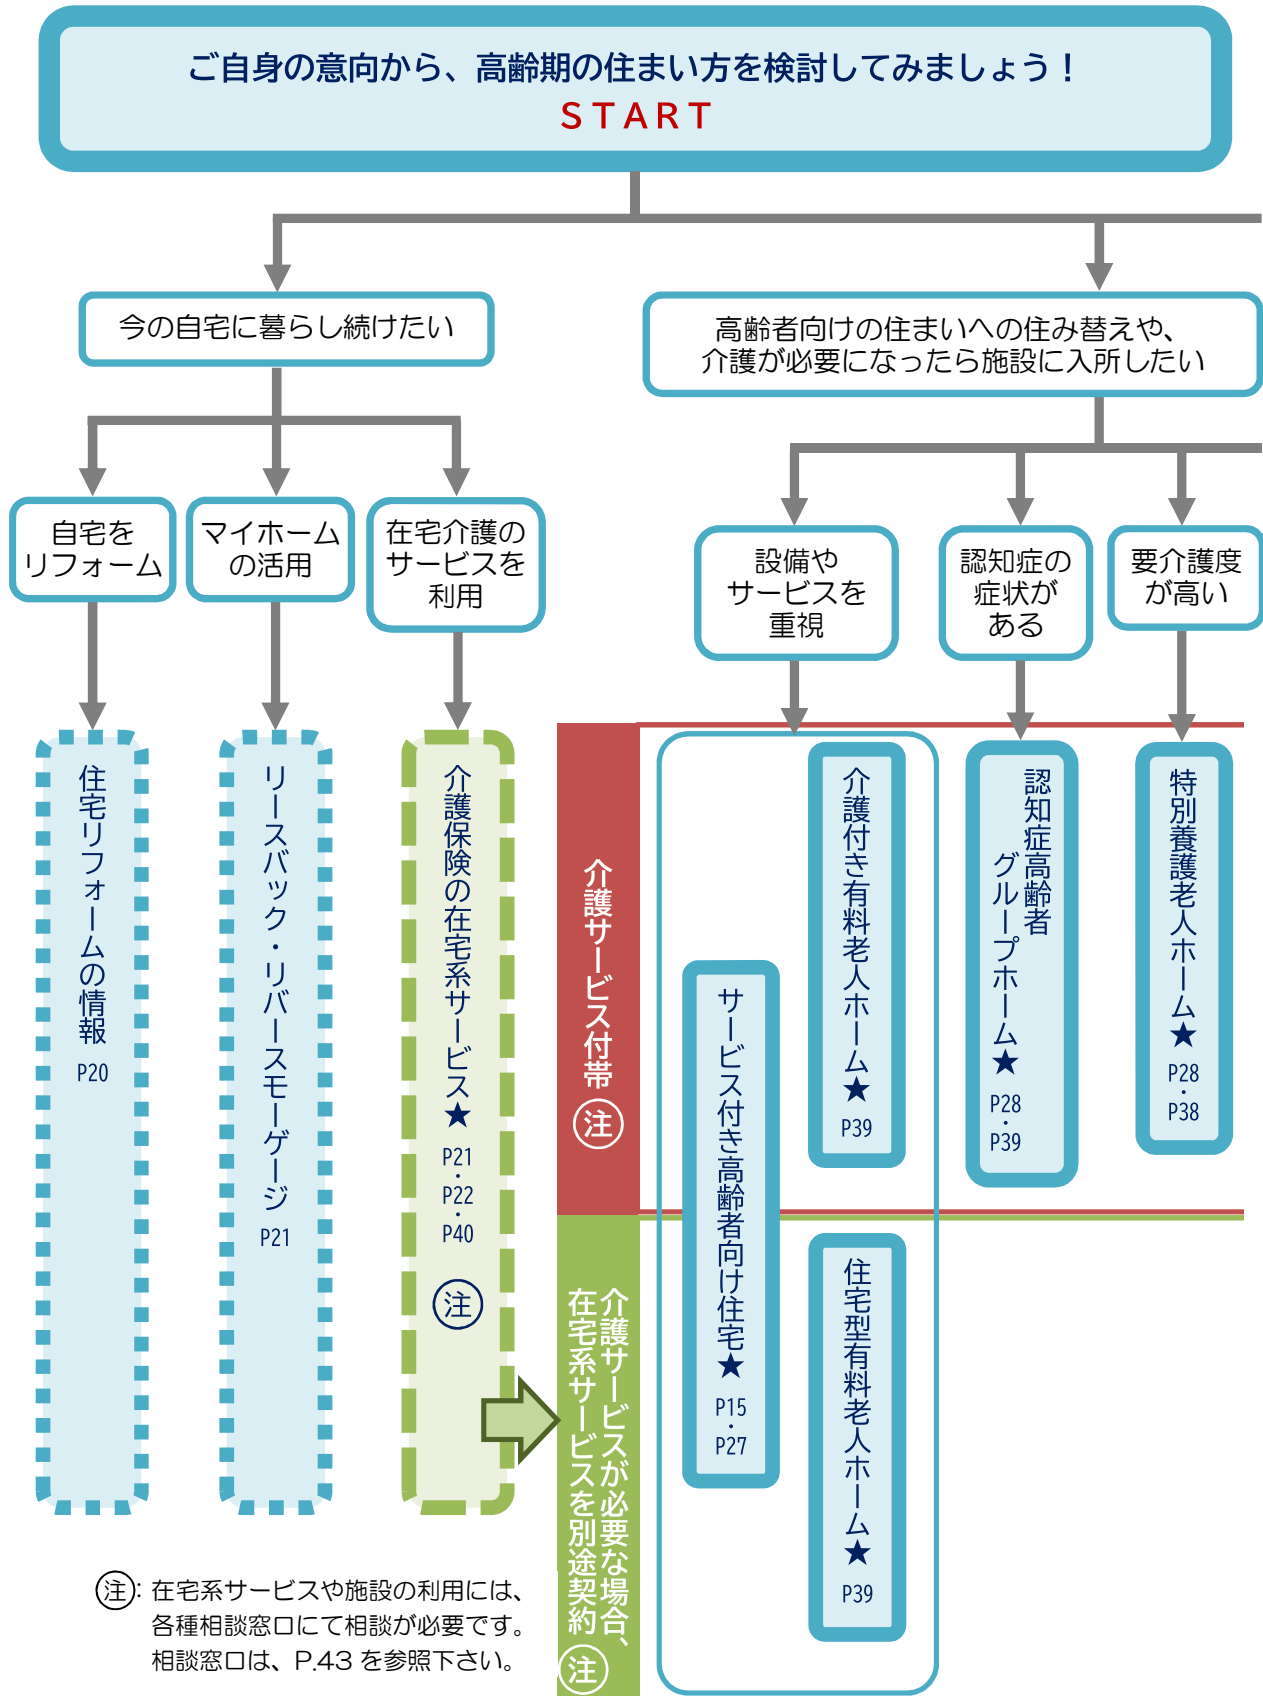 ご自身の意向から、高齢期の住まい方を検討してみましょう！
ＳＴＡＲＴ
今の自宅に暮らし続けたい
高齢者向けの住まいへの住み替えや、
介護が必要になったら施設に入所したい
自宅を
リフォーム
マイホーム
の活用
在宅介護の
サービスを
利用
設備や
サービスを
重視
認知症の
症状が
ある
要介護度
が高い
住宅リフォームの情報
P20
リースバック・リバースモーゲージ
P21
介護保険の在宅系サービス★
P21
・
P22
・
P40
注
介護サービス付帯
注
介護サービスが必要な場合、
在宅系サービスを別途契約
注
サービス付き高齢者向け住宅★
P15
・
P27
介護付き有料老人ホーム★
P39
住宅型有料老人ホーム★
P39
認知症高齢者
グループホーム★
P28
・
P39
特別養護老人ホーム★
P28
・
P38
注：在宅系サービスや施設の利用には、
各種相談窓口にて相談が必要です。
相談窓口は、P.43 を参照下さい。